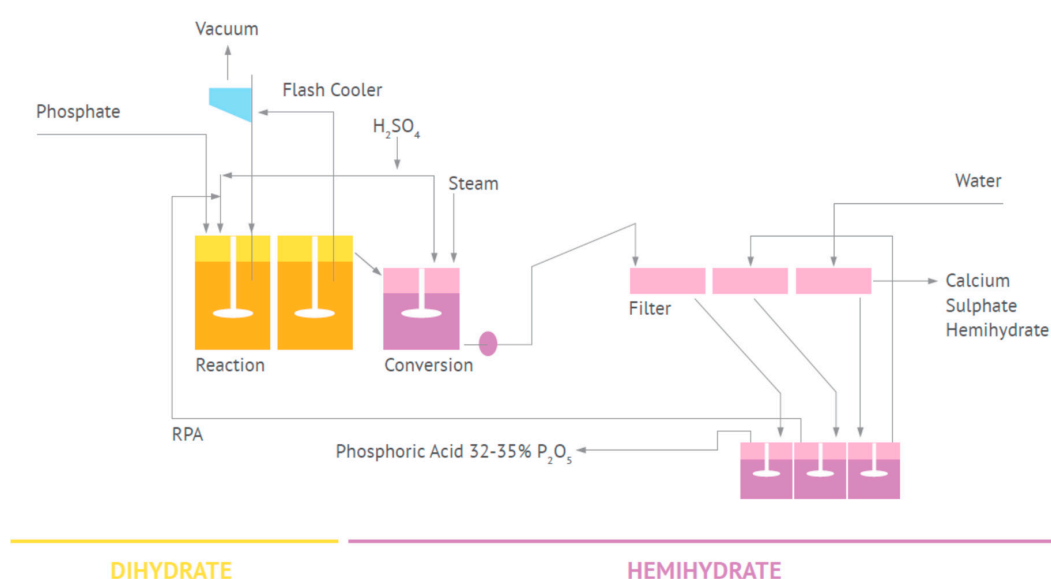 Vacuum
Flash Cooler
Phosphate
H₂SO₄
Steam
Water
Reaction
Conversion
Filter
Calcium
Sulphate
Hemihydrate
RPA
Phosphoric Acid 32-35% P₂O₅
DIHYDRATE
HEMIHYDRATE